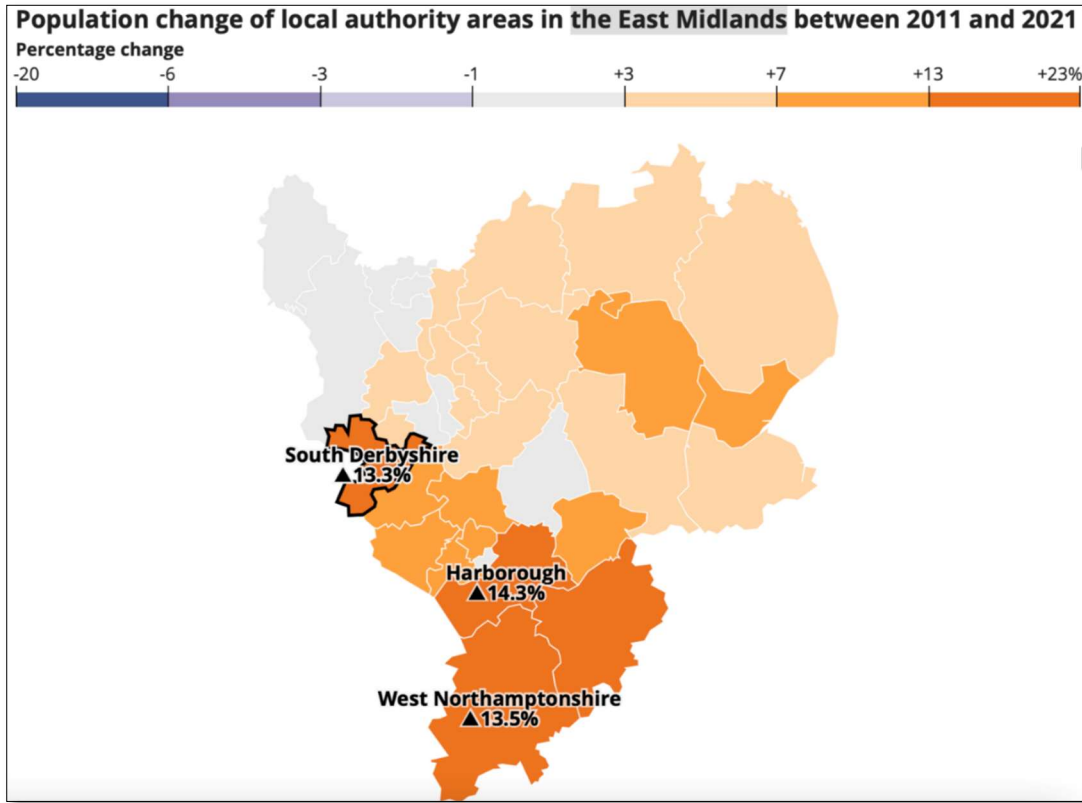 Population change of local authority areas in the East Midlands between 2011 and 2021
Percentage change
-20 -6 -3 -1 +3 +7 +13 +23%
South Derbyshire
▲13.3%
Harborough
▲14.3%
West Northamptonshire
▲13.5%